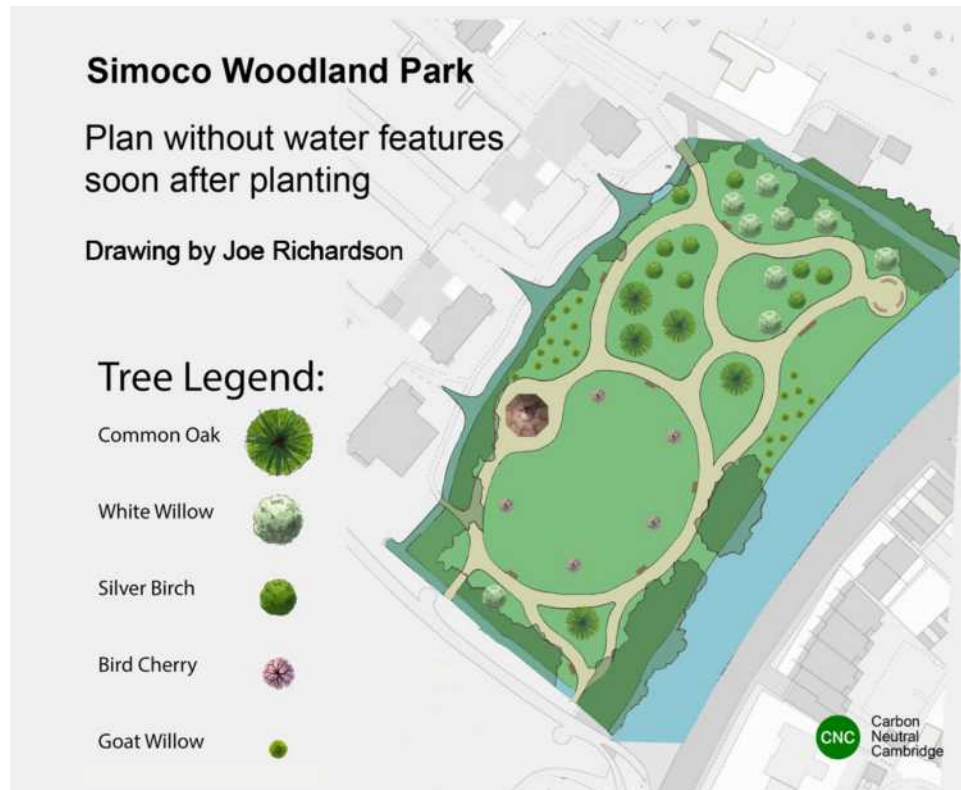 Simoco Woodland Park
Plan without water features
soon after planting
Drawing by Joe Richardson
Tree Legend:
Common Oak
White Willow
Silver Birch
Bird Cherry
Goat Willow
CNC
Carbon
Neutral
Cambridge